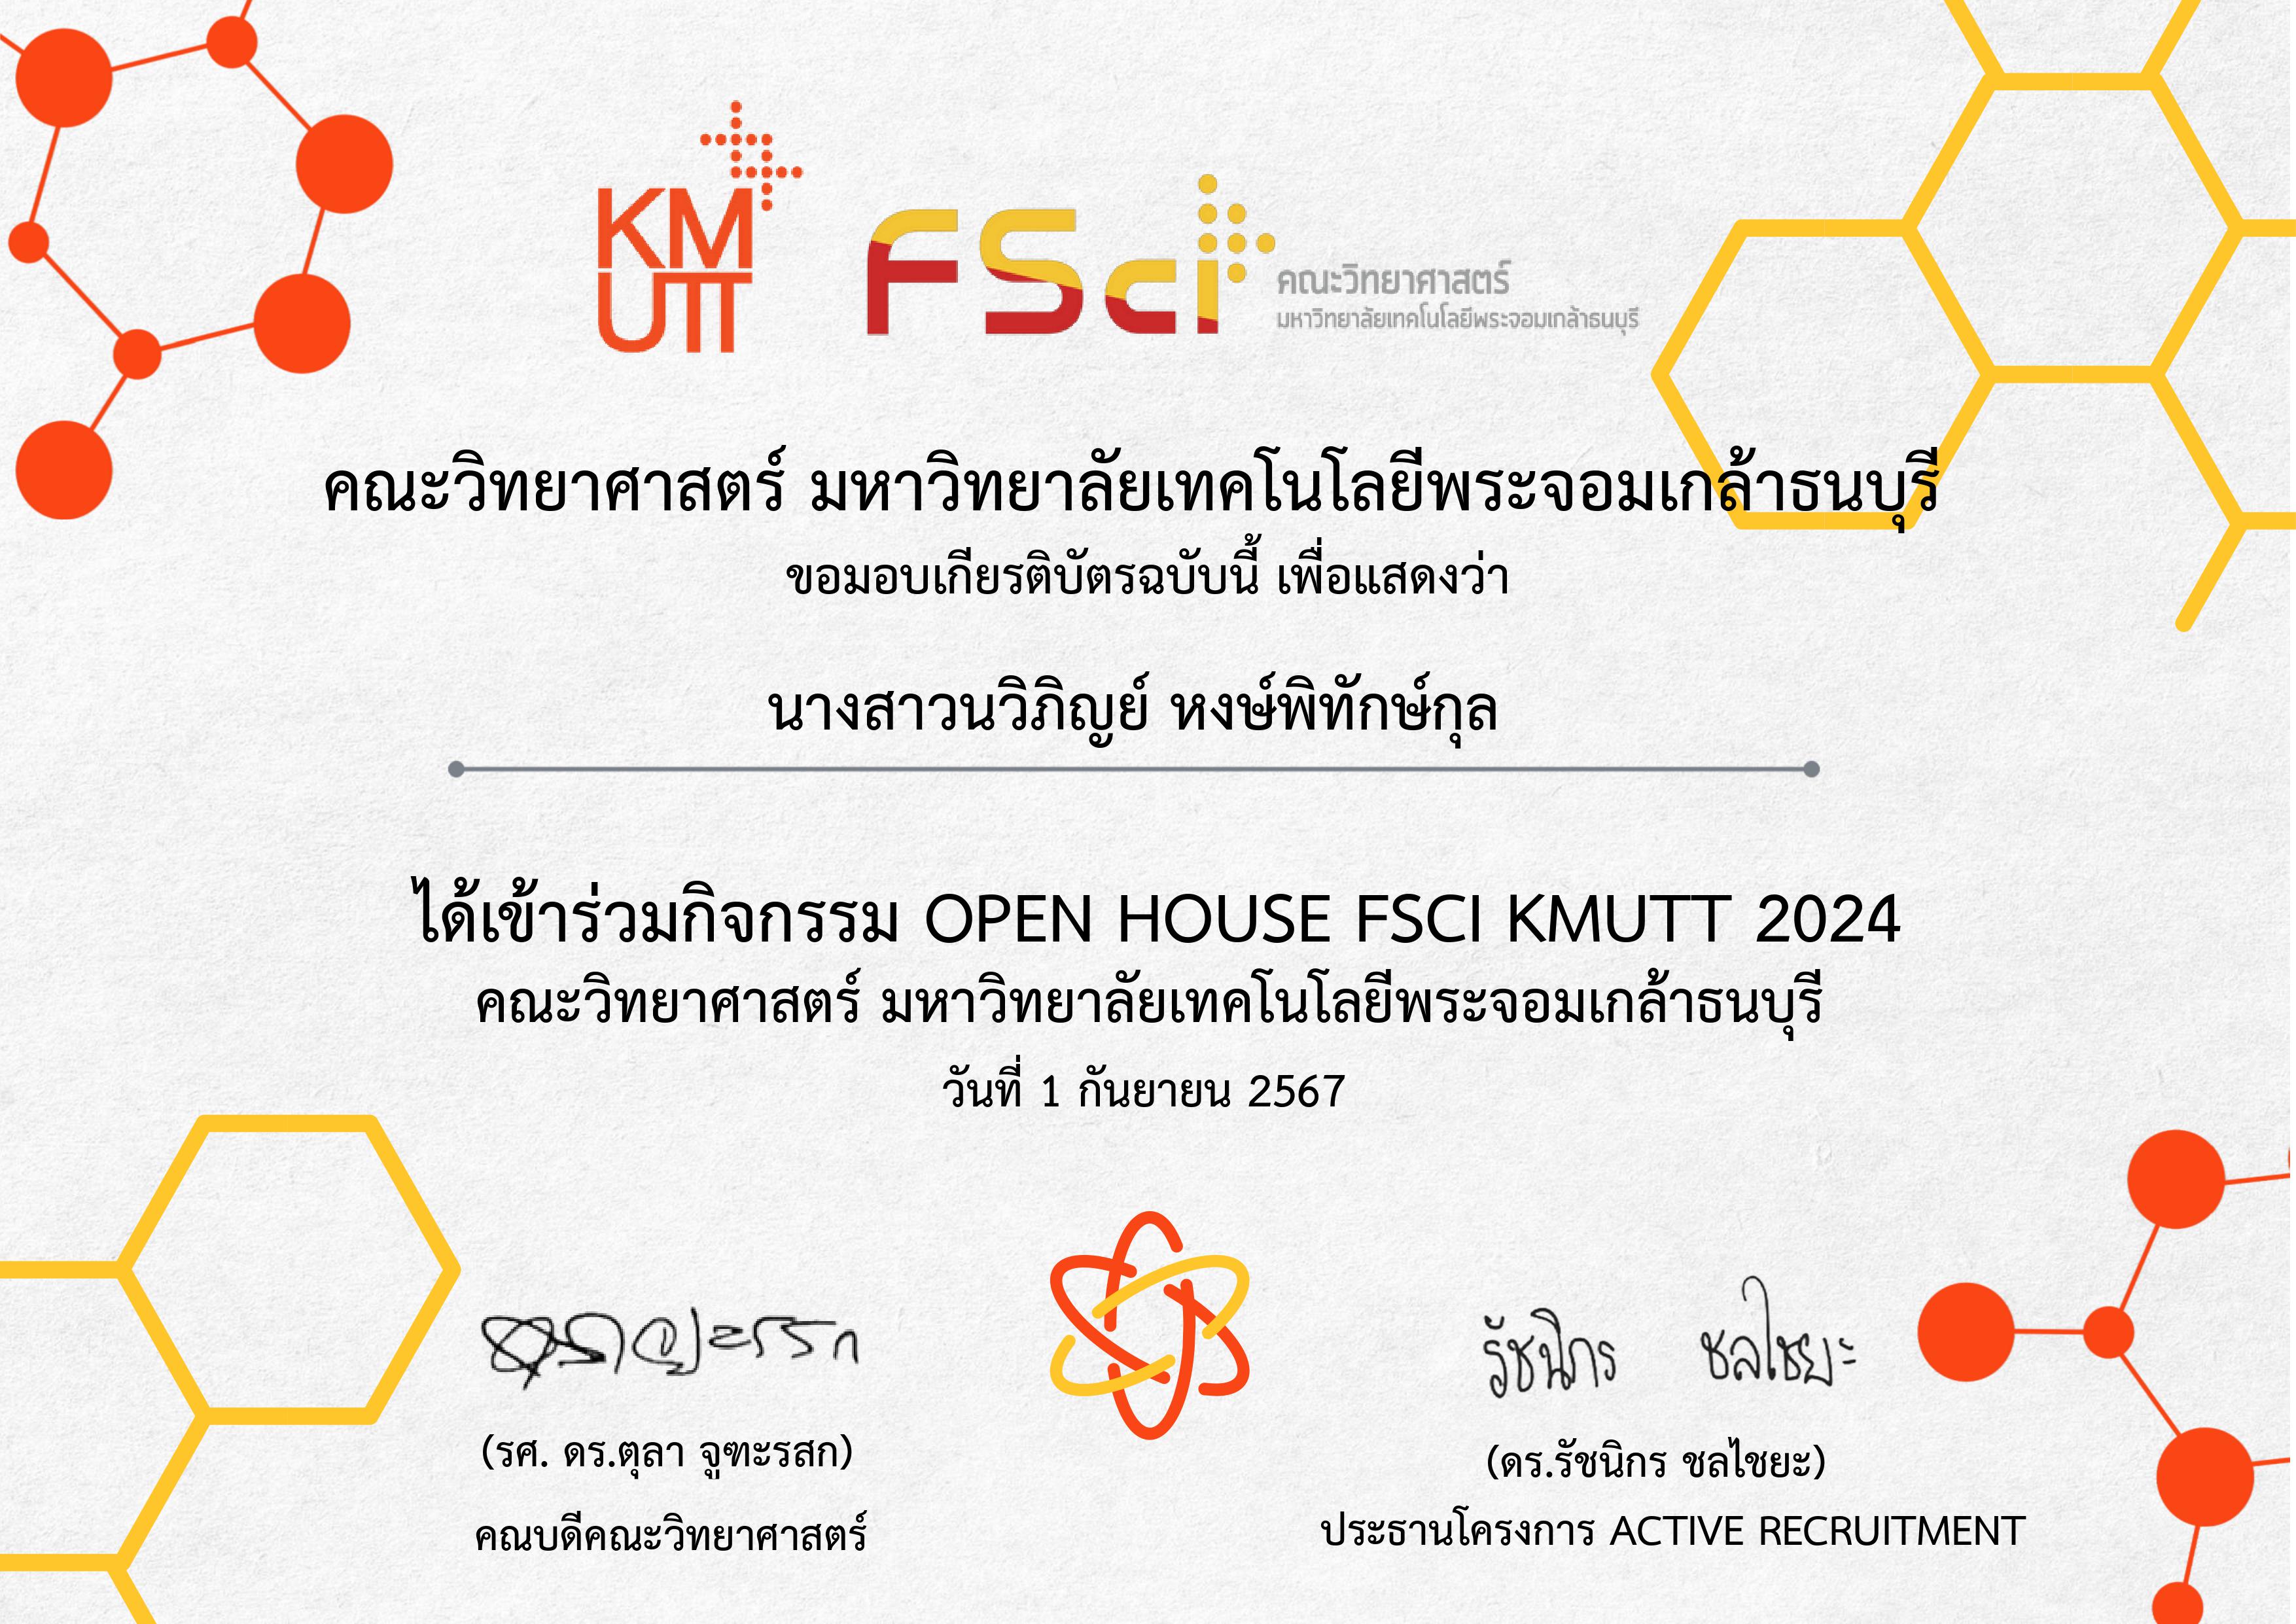 KM
UTT
FSci
คณะวิทยาศาสตร์
มหาวิทยาลัยเทคโนโลยีพระจอมเกล้าธนบุรี
คณะวิทยาศาสตร์ มหาวิทยาลัยเทคโนโลยีพระจอมเกล้าธนบุรี
ขอมอบเกียรติบัตรฉบับนี้ เพื่อแสดงว่า
นางสาวนวิภิญย์ หงษ์พิทักษ์กุล
ได้เข้าร่วมกิจกรรม OPEN HOUSE FSCI KMUTT 2024
คณะวิทยาศาสตร์ มหาวิทยาลัยเทคโนโลยีพระจอมเกล้าธนบุรี
วันที่ 1 กันยายน 2567
รัชนิกร ชลไชยะ
(รศ. ดร.ตุลา จูฑะรสก)
คณบดีคณะวิทยาศาสตร์
(ดร.รัชนิกร ชลไชยะ)
ประธานโครงการ ACTIVE RECRUITMENT